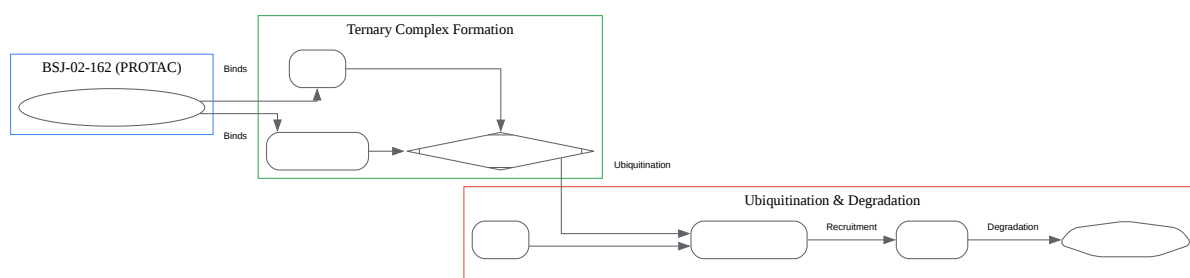 Ternary Complex Formation
BSJ-02-162 (PROTAC)
Binds
Binds
Ubiquitination
Ubiquitination & Degradation
Recruitment
Degradation